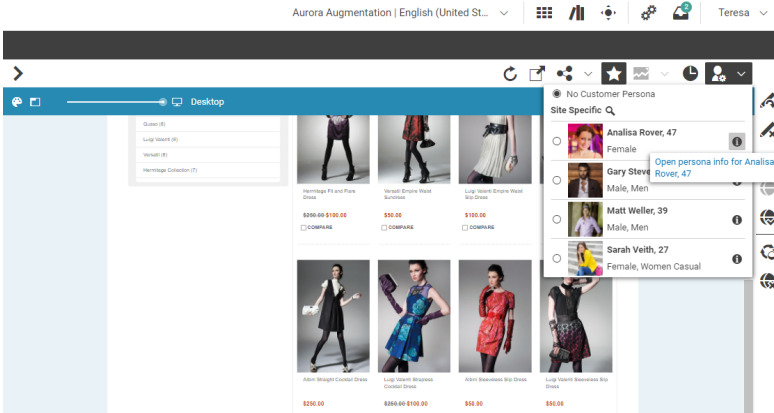 Aurora Augmentation | English (United St...
2
Teresa
Desktop
No Customer Persona
Site Specific
Analisa Rover, 47
Female
Open persona info for Analisa
Rover, 47
Gary Steve
Male, Men
Matt Weller, 39
Male, Men
Sarah Veith, 27
Female, Women Casual
Gusso (8)
Luigi Valenti (6)
Versatil (8)
Hermitage Collection (7)
Hermitage Fit and Flare
Dress
$250.00 $100.00
COMPARE
Versatil Empire Waist
Sundress
$50.00
COMPARE
Luigi Valenti Empire Waist
Slip Dress
$100.00
COMPARE
Albini Straight Cocktail Dress
$250.00
Luigi Valenti Strapless
Cocktail Dress
$250.00 $100.00
Albini Sleeveless Slip Dress
$50.00
Luigi Valenti Sleeveless Slip
Dress
$50.00